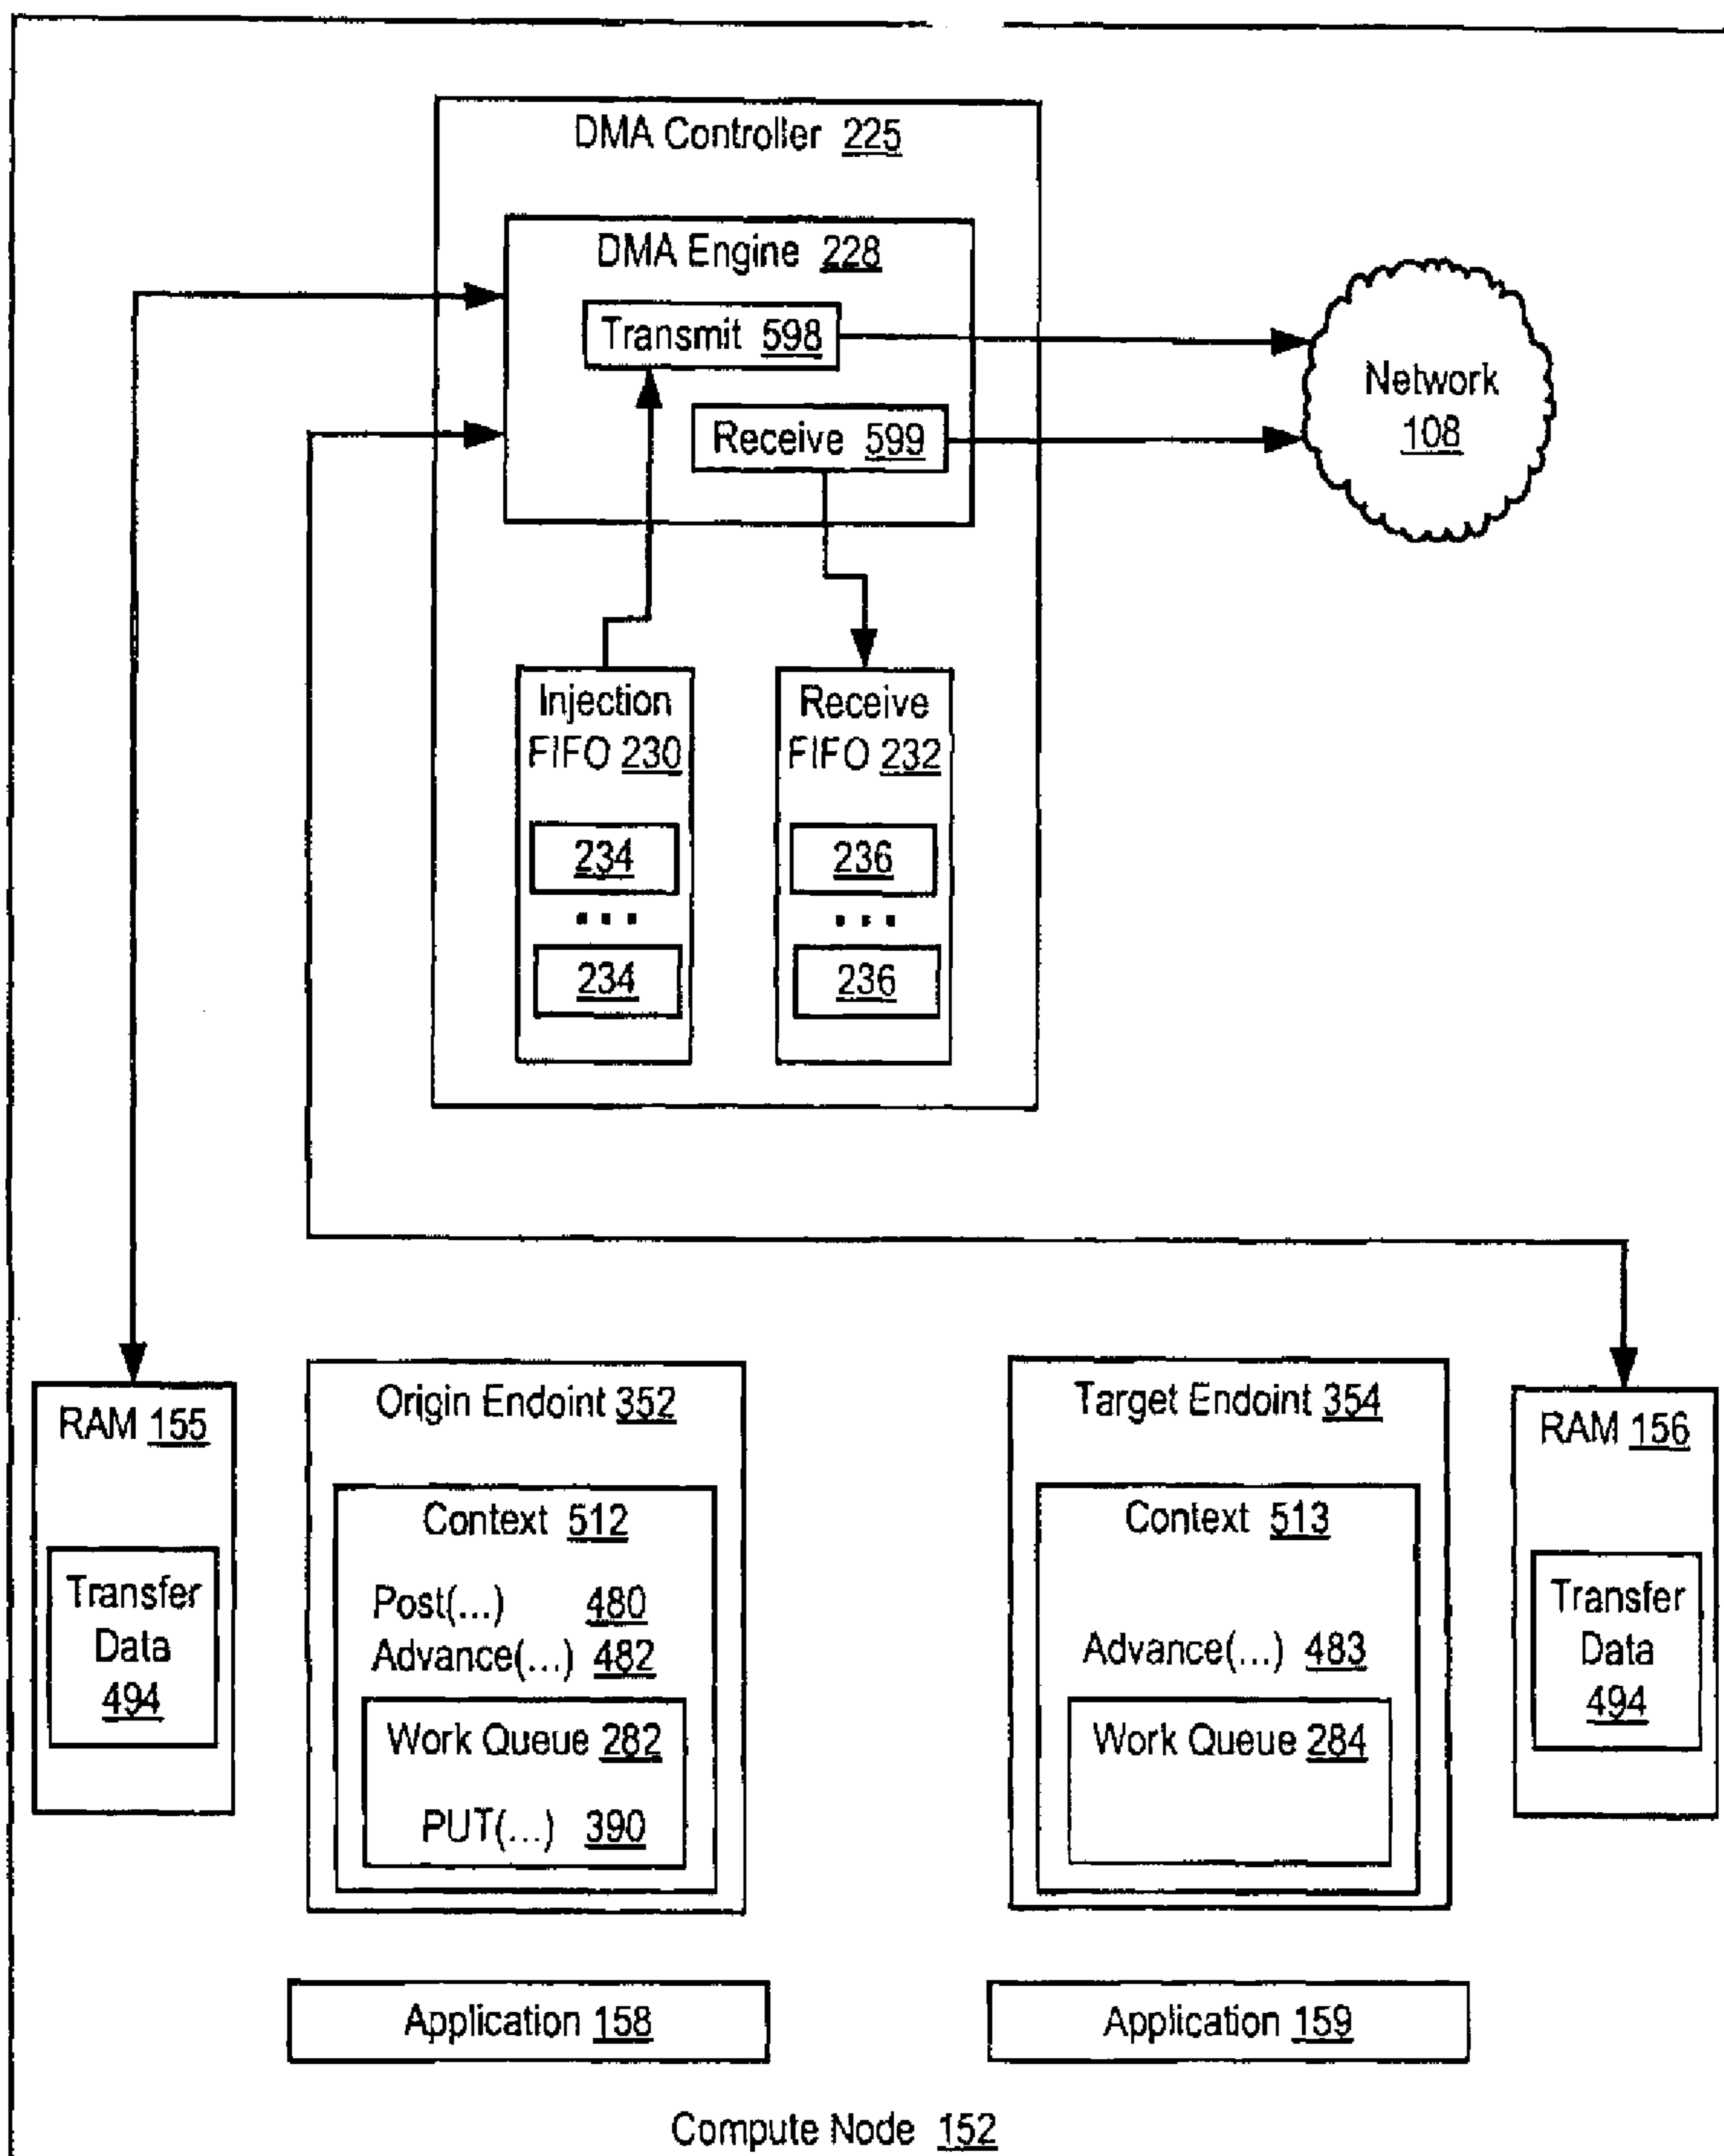 DMA Controller 225
DMA Engine 228
Transmit 598
Receive 599
Network
108
Injection
FIFO 230
234
...
234
Receive
FIFO 232
236
...
236
RAM 155
Transfer
Data
494
Origin Endoint 352
Context 512
Post(...) 480
Advance(...) 482
Work Queue 282
PUT(...) 390
Target Endoint 354
Context 513
Advance(...) 483
Work Queue 284
RAM 156
Transfer
Data
494
Application 158
Application 159
Compute Node 152